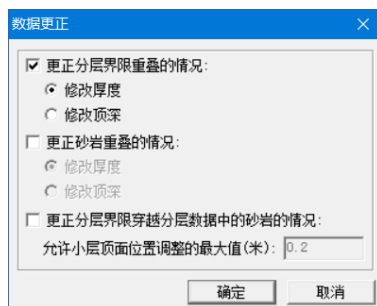 数据更正
更正分层界限重叠的情况:
修改厚度
修改顶深
更正砂岩重叠的情况:
修改厚度
修改顶深
更正分层界限穿越分层数据中的砂岩的情况:
允许小层顶面位置调整的最大值(米): 0.2
确定 取消